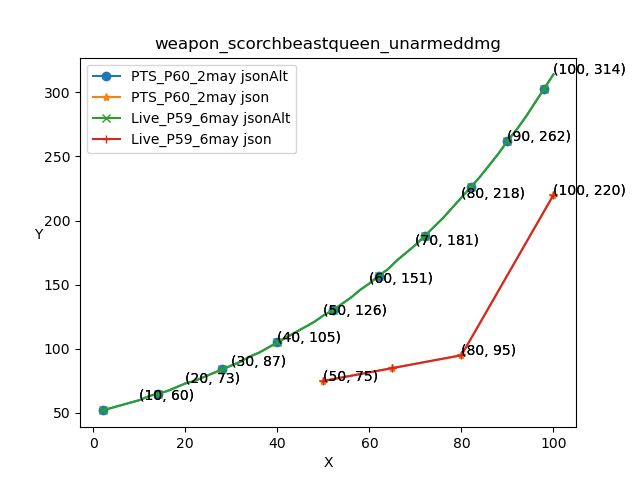 weapon_scorchbeastqueen_unarmeddmg
PTS_P60_2may jsonAlt
PTS_P60_2may json
Live_P59_6may jsonAlt
Live_P59_6may json
(100, 314)
(90, 262)
(80, 218)
(100, 220)
(70, 181)
(60, 151)
(50, 126)
(40, 105)
(30, 87)
(20, 73)
(10, 60)
(80, 95)
(50, 75)
300
250
200
150
100
50
Y
0 20 40 60 80 100
X